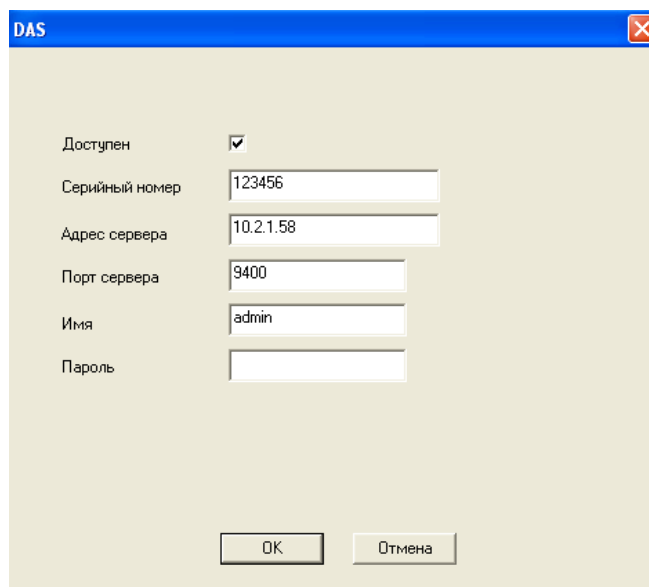 DAS
Доступен
Серийный номер 123456
Адрес сервера 10.2.1.58
Порт сервера 9400
Имя admin
Пароль
OK Отмена